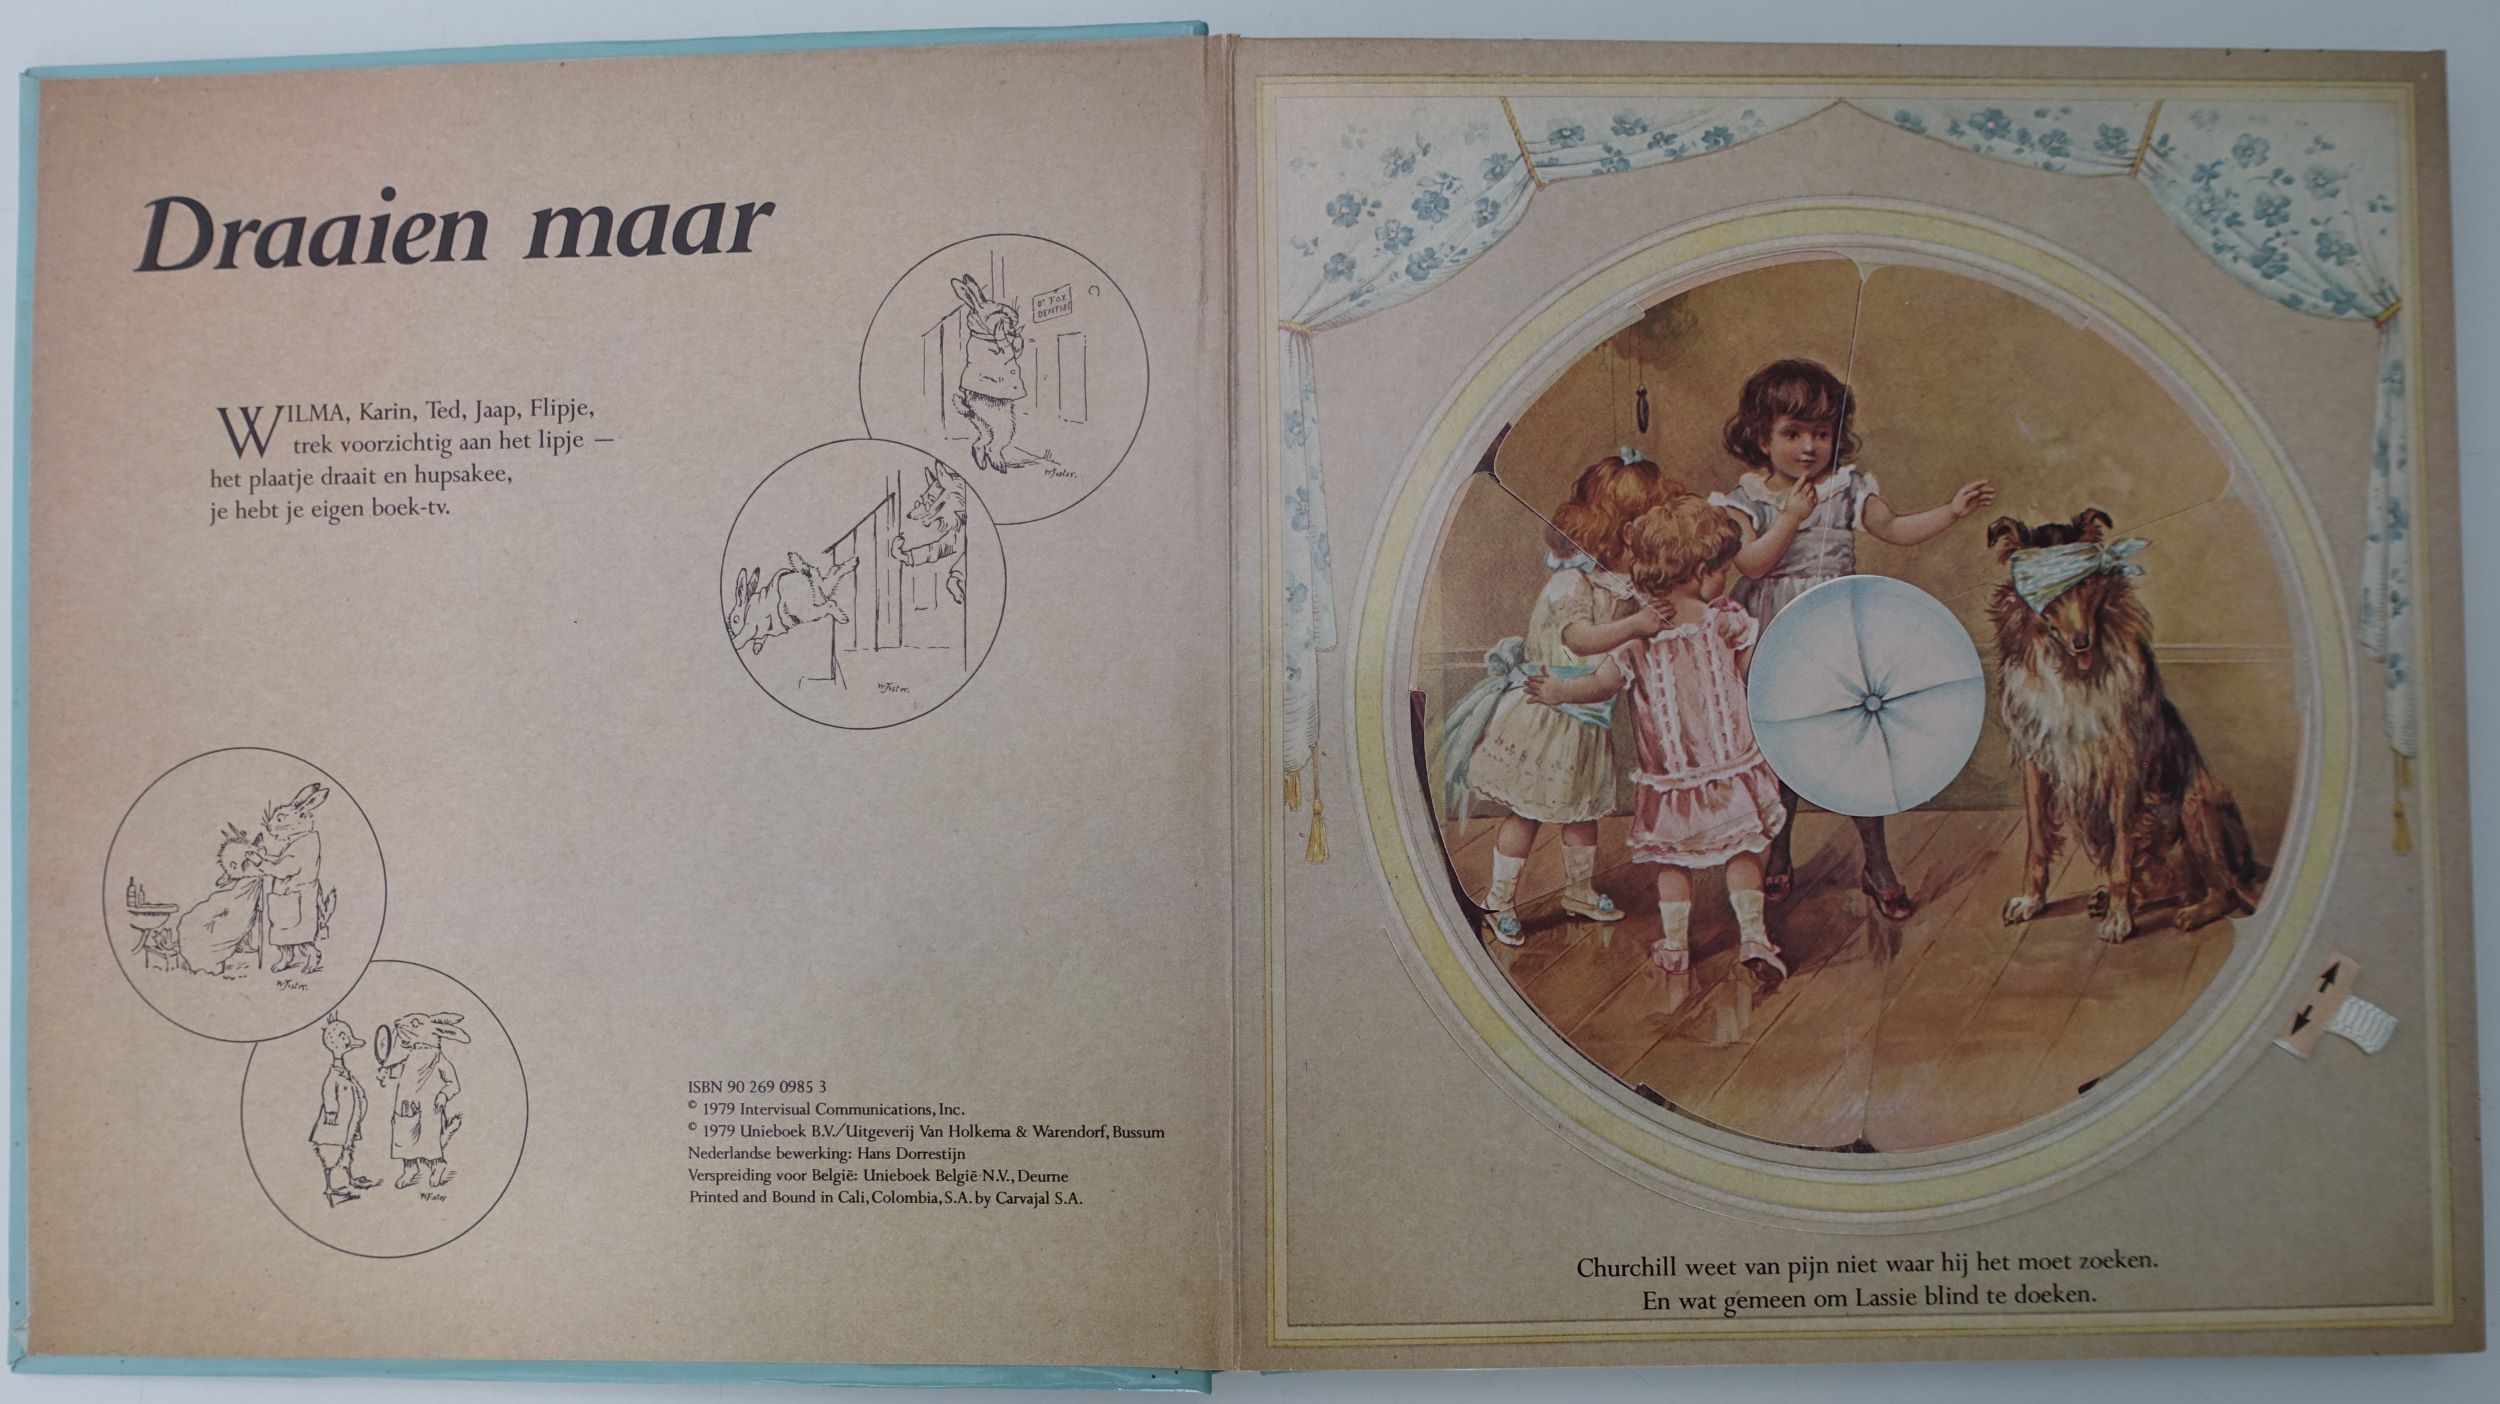 Draaien maar
Dr FOX
DENTIST
W. Foster.
WILMA, Karin, Ted, Jaap, Flipje,
trek voorzichtig aan het lipje —
het plaatje draait en hupsakee,
je hebt je eigen boek-tv.
W. Foster.
W. Foster.
W. Foster
ISBN 90 269 0985 3
© 1979 Intervisual Communications, Inc.
© 1979 Unieboek B.V./Uitgeverij Van Holkema & Warendorf, Bussum
Nederlandse bewerking: Hans Dorrestijn
Verspreiding voor België: Unieboek België N.V., Deurne
Printed and Bound in Cali, Colombia, S.A. by Carvajal S.A.
Churchill weet van pijn niet waar hij het moet zoeken.
En wat gemeen om Lassie blind te doeken.